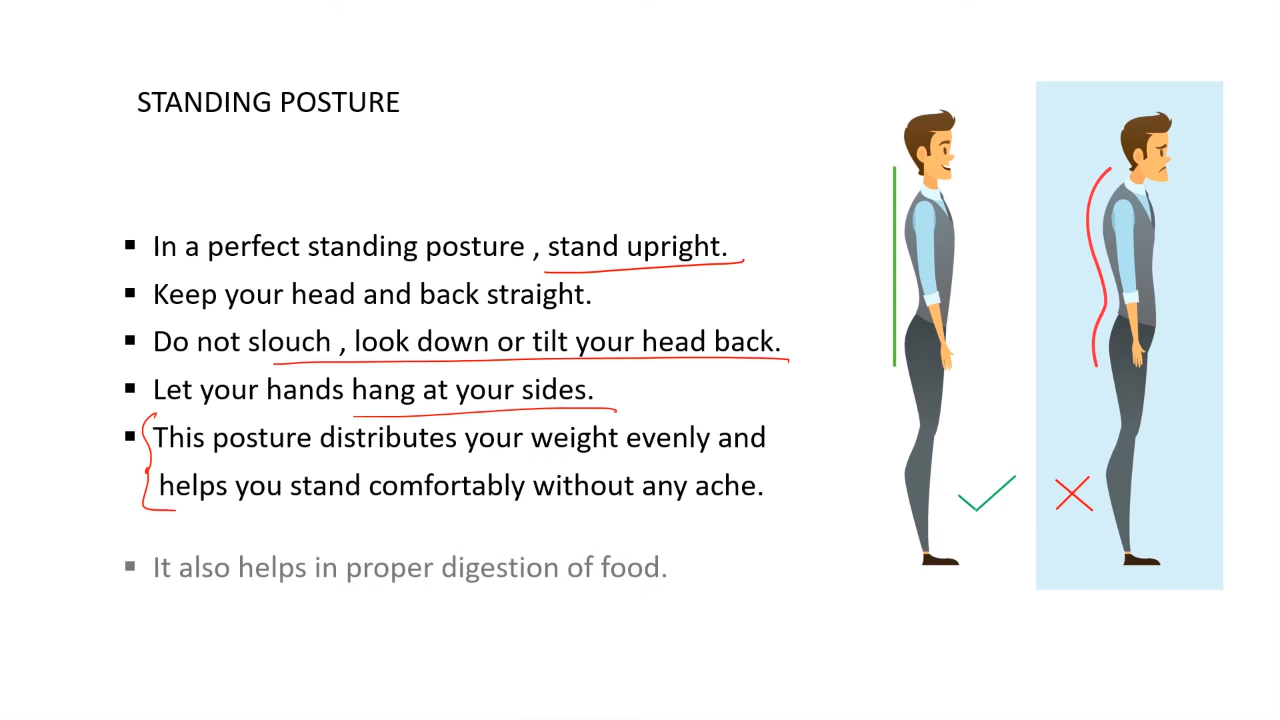 STANDING POSTURE
▪ In a perfect standing posture , stand upright.
▪ Keep your head and back straight.
▪ Do not slouch , look down or tilt your head back.
▪ Let your hands hang at your sides.
▪ This posture distributes your weight evenly and
helps you stand comfortably without any ache.
▪ It also helps in proper digestion of food.